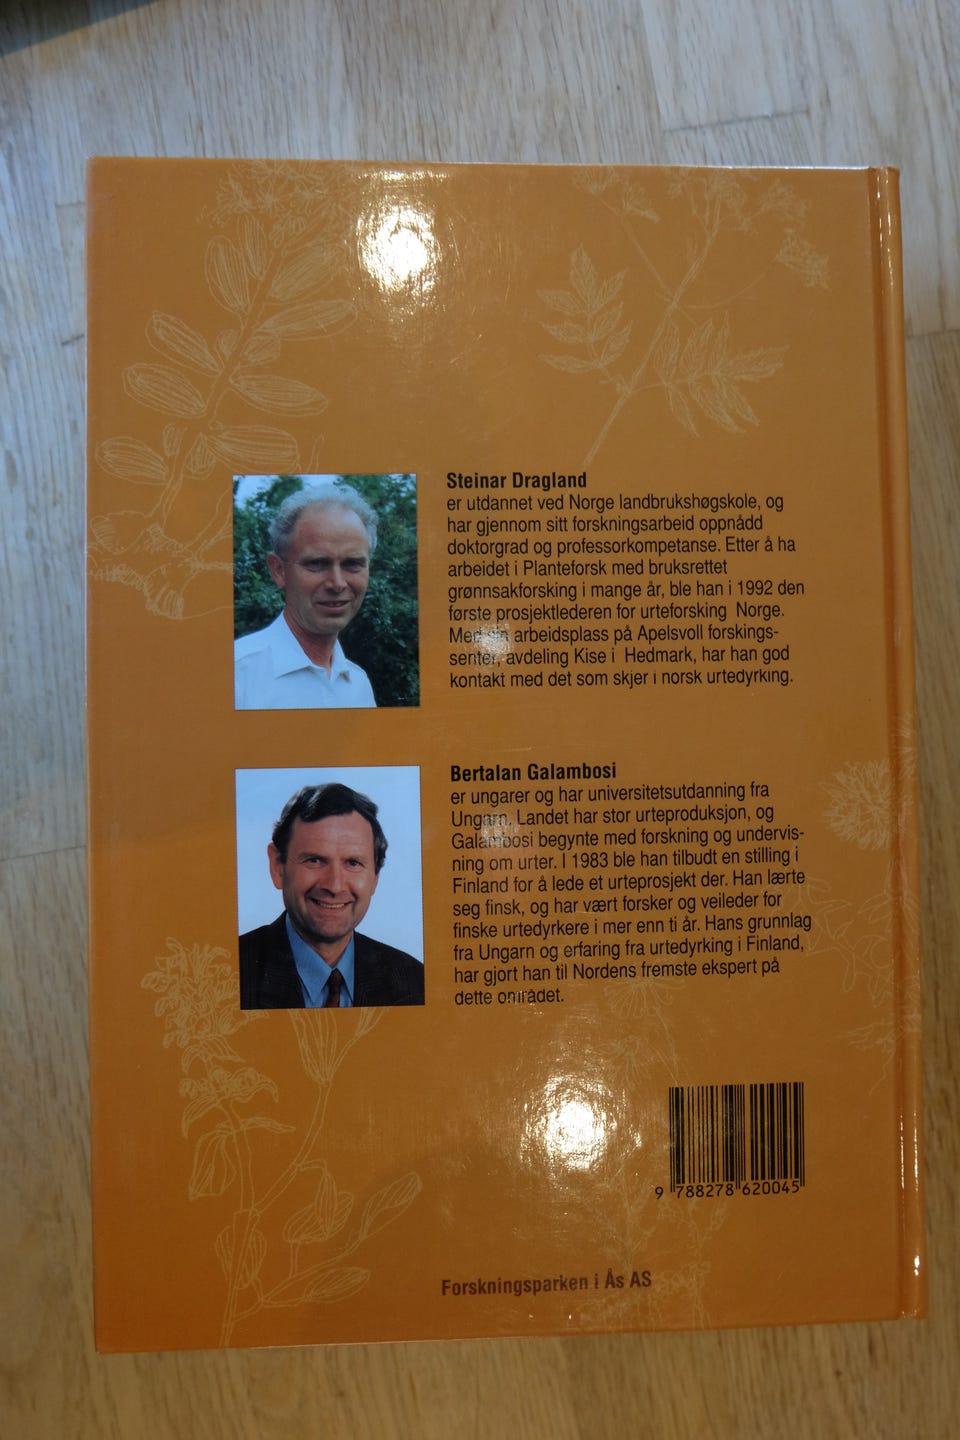 Steinar Dragland
er utdannet ved Norge landbrukshøgskole, og
har gjennom sitt forskningsarbeid oppnådd
doktorgrad og professorkompetanse. Etter å ha
arbeidet i Planteforsk med bruksrettet
grønnsakforsking i mange år, ble han i 1992 den
første prosjektlederen for urteforsking Norge.
Med sin arbeidsplass på Apelsvoll forskings-
senter, avdeling Kise i Hedmark, har han god
kontakt med det som skjer i norsk urtedyrking.
Bertalan Galambosi
er ungarer og har universitetsutdanning fra
Ungarn. Landet har stor urteproduksjon, og
Galambosi begynte med forskning og undervis-
ning om urter. I 1983 ble han tilbudt en stilling i
Finland for å lede et urteprosjekt der. Han lærte
seg finsk, og har vært forsker og veileder for
finske urtedyrkere i mer enn ti år. Hans grunnlag
fra Ungarn og erfaring fra urtedyrking i Finland,
har gjort han til Nordens fremste ekspert på
dette området.
9 788278 620045
Forskningsparken i Ås AS